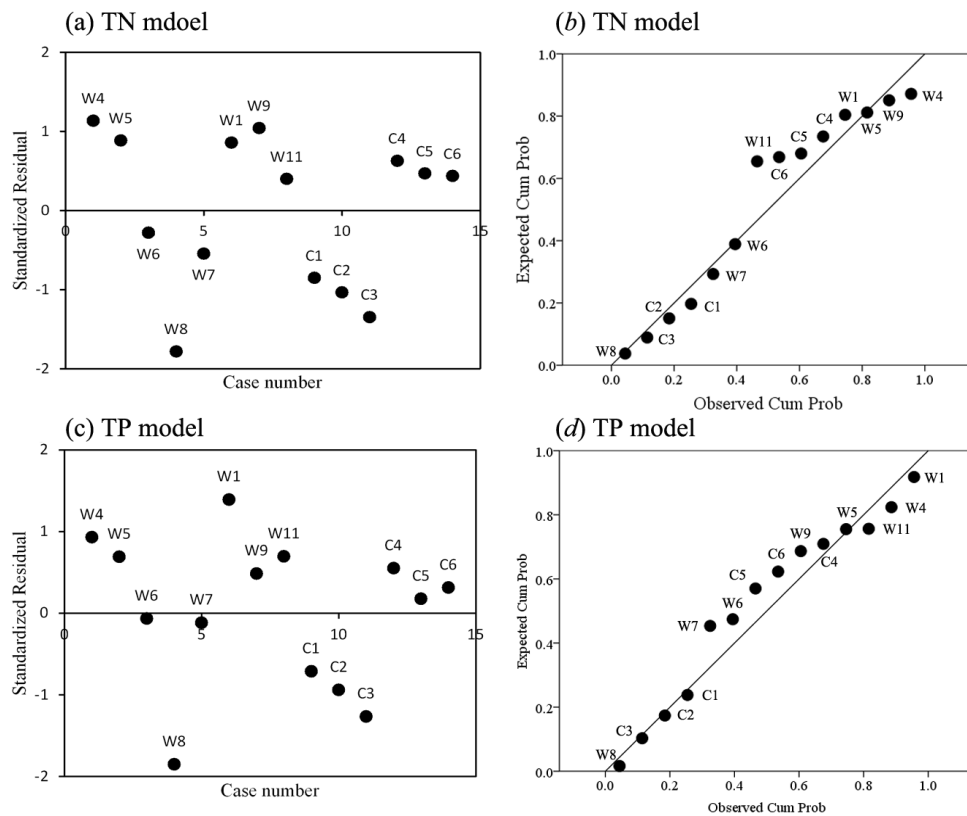 (a) TN mdoel
2
1
0
-1
-2
0
5
10
15
W4
W5
W6
W8
W7
W1
W9
W11
C1
C2
C3
C4
C5
C6
Standardized Residual
Case number
(b) TN model
1.0
0.8
0.6
0.4
0.2
0.0
0.0
0.2
0.4
0.6
0.8
1.0
W8
C3
C2
C1
W7
W6
W11
C6
C5
C4
W1
W5
W9
W4
Expected Cum Prob
Observed Cum Prob
(c) TP model
2
1
0
-1
-2
0
5
10
15
W4
W5
W6
W8
W7
W1
W9
W11
C1
C2
C3
C4
C5
C6
Standardized Residual
Case number
(d) TP model
1.0
0.8
0.6
0.4
0.2
0.0
0.0
0.2
0.4
0.6
0.8
1.0
W8
C3
C2
C1
W7
W6
C5
C6
W9
C4
W5
W11
W4
W1
Expected Cum Prob
Observed Cum Prob